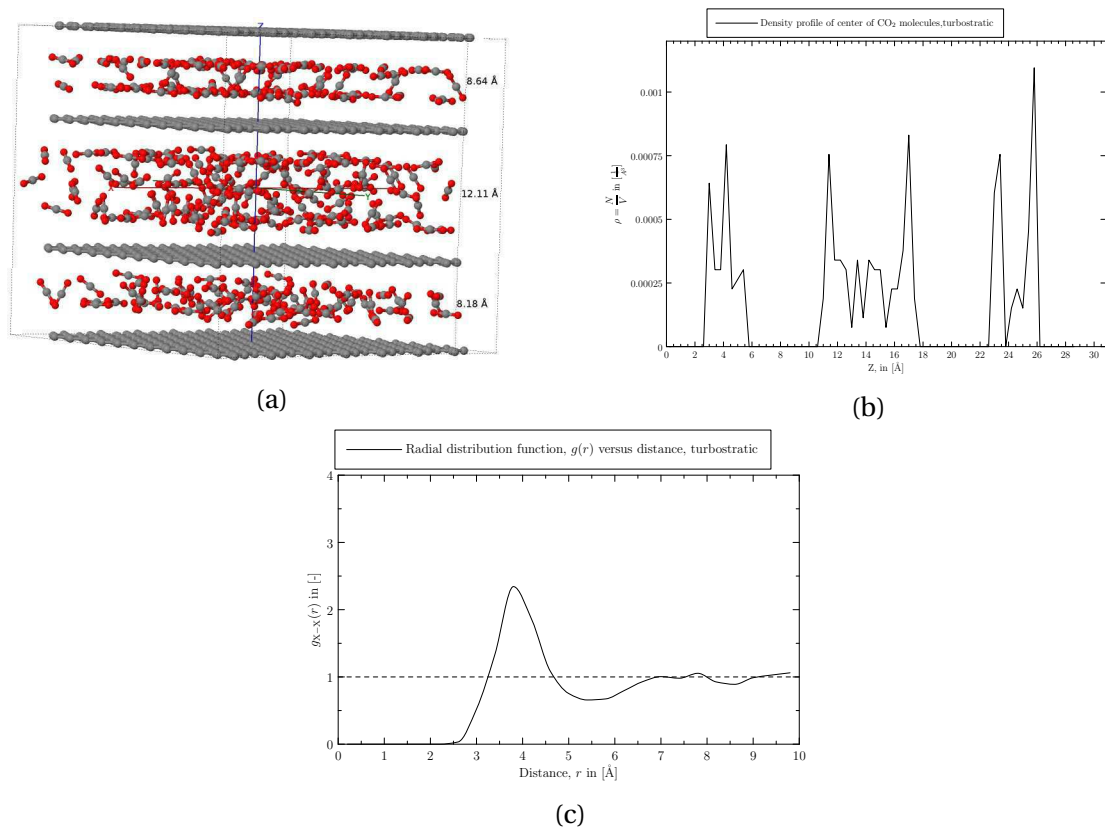 Z
8.64 Å
12.11 Å
Y
8.18 Å
(a)
Density profile of center of CO₂ molecules,turbostratic
0.001
0.00075
0.0005
0.00025
0
0 2 4 6 8 10 12 14 16 18 20 22 24 26 28 30
Z, in [Å]
(b)
Radial distribution function, g(r) versus distance, turbostratic
4
3
2
1
0
g_X−X(r) in [-]
0 1 2 3 4 5 6 7 8 9 10
Distance, r in [Å]
(c)